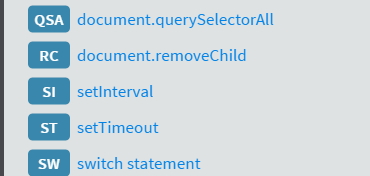 QSA document.querySelectorAll
RC document.removeChild
SI setInterval
ST setTimeout
SW switch statement